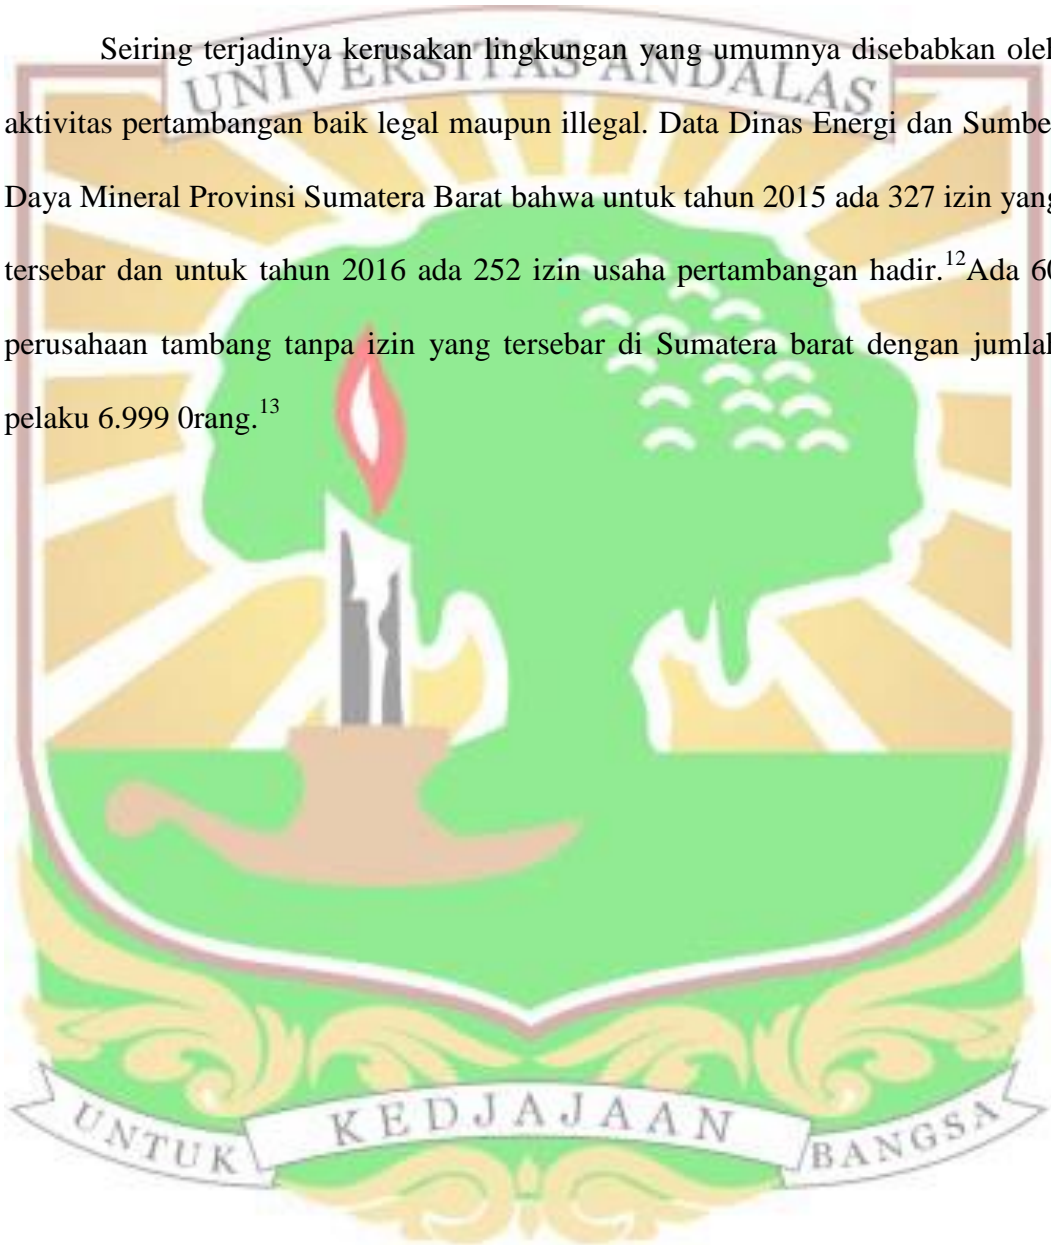 Seiring terjadinya kerusakan lingkungan yang umumnya disebabkan oleh
UNIVERSITAS ANDALAS
aktivitas pertambangan baik legal maupun illegal. Data Dinas Energi dan Sumbe
Daya Mineral Provinsi Sumatera Barat bahwa untuk tahun 2015 ada 327 izin yang
tersebar dan untuk tahun 2016 ada 252 izin usaha pertambangan hadir.12Ada 60
perusahaan tambang tanpa izin yang tersebar di Sumatera barat dengan jumlah
pelaku 6.999 0rang.13
UNTUK KEDJAJAAN BANGSA